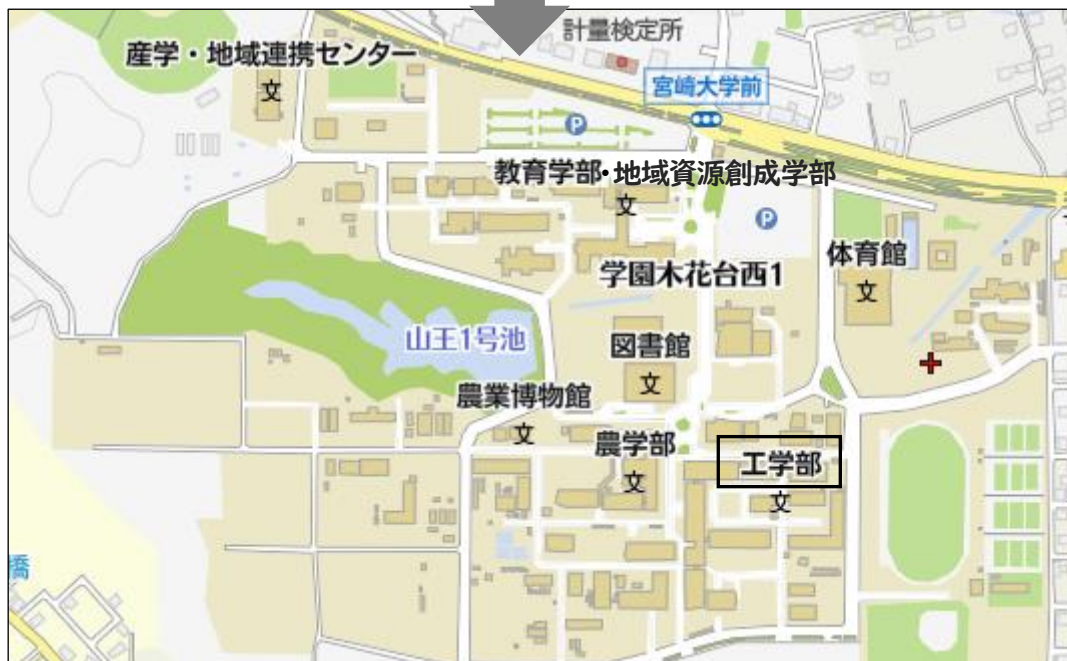 計量検定所
産学・地域連携センター
文
宮崎大学前
P
教育学部・地域資源創成学部
文
P
体育館
文
学園木花台西1
山王1号池
図書館
文
農業博物館
文
農学部
文
工学部
文
橋